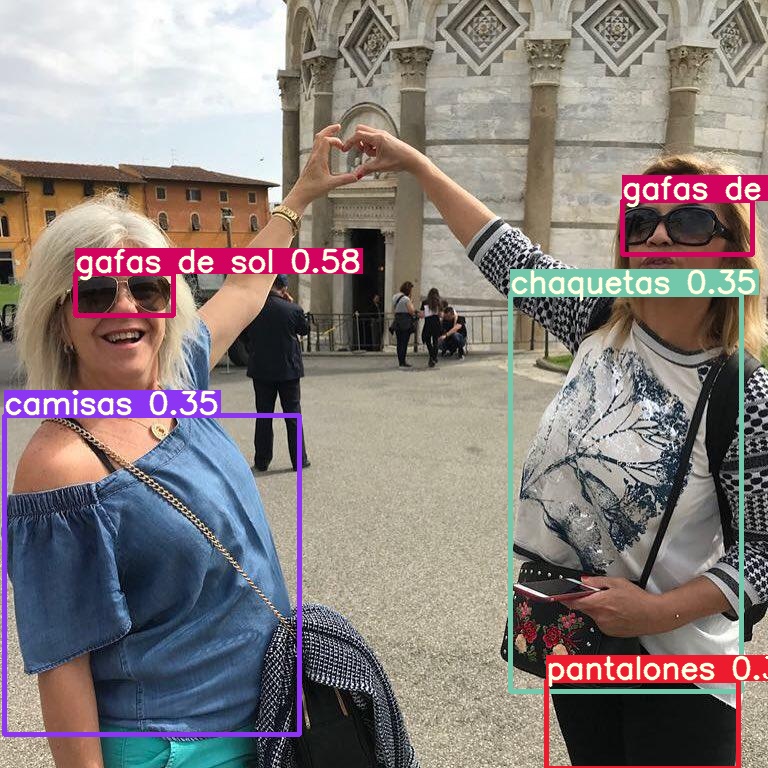 gafas de
gafas de sol 0.58
chaquetas 0.35
camisas 0.35
pantalones 0.3